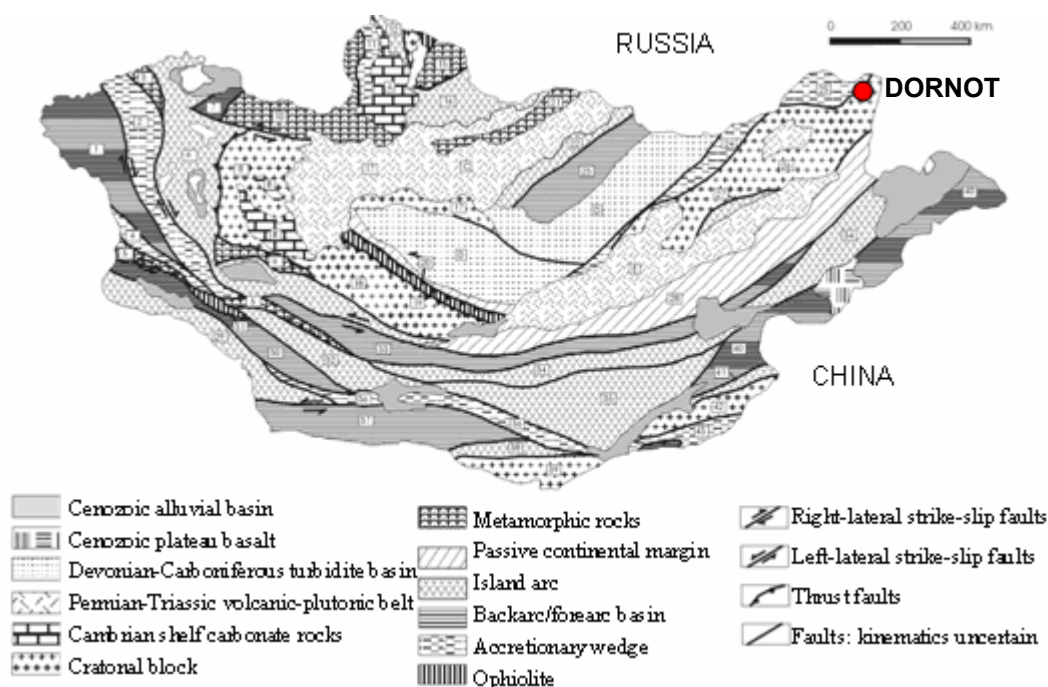 RUSSIA
0 200 400 km
DORNOT
CHINA
Cenozoic alluvial basin
Cenozoic plateau basalt
Devonian-Carboniferous turbidite basin
Permian-Triassic volcanic-plutonic belt
Cambrian shelf carbonate rocks
Cratonal block
Metamorphic rocks
Passive continental margin
Island arc
Backarc/forearc basin
Accretionary wedge
Ophiolite
Right-lateral strike-slip faults
Left-lateral strike-slip faults
Thrust faults
Faults: kinematics uncertain